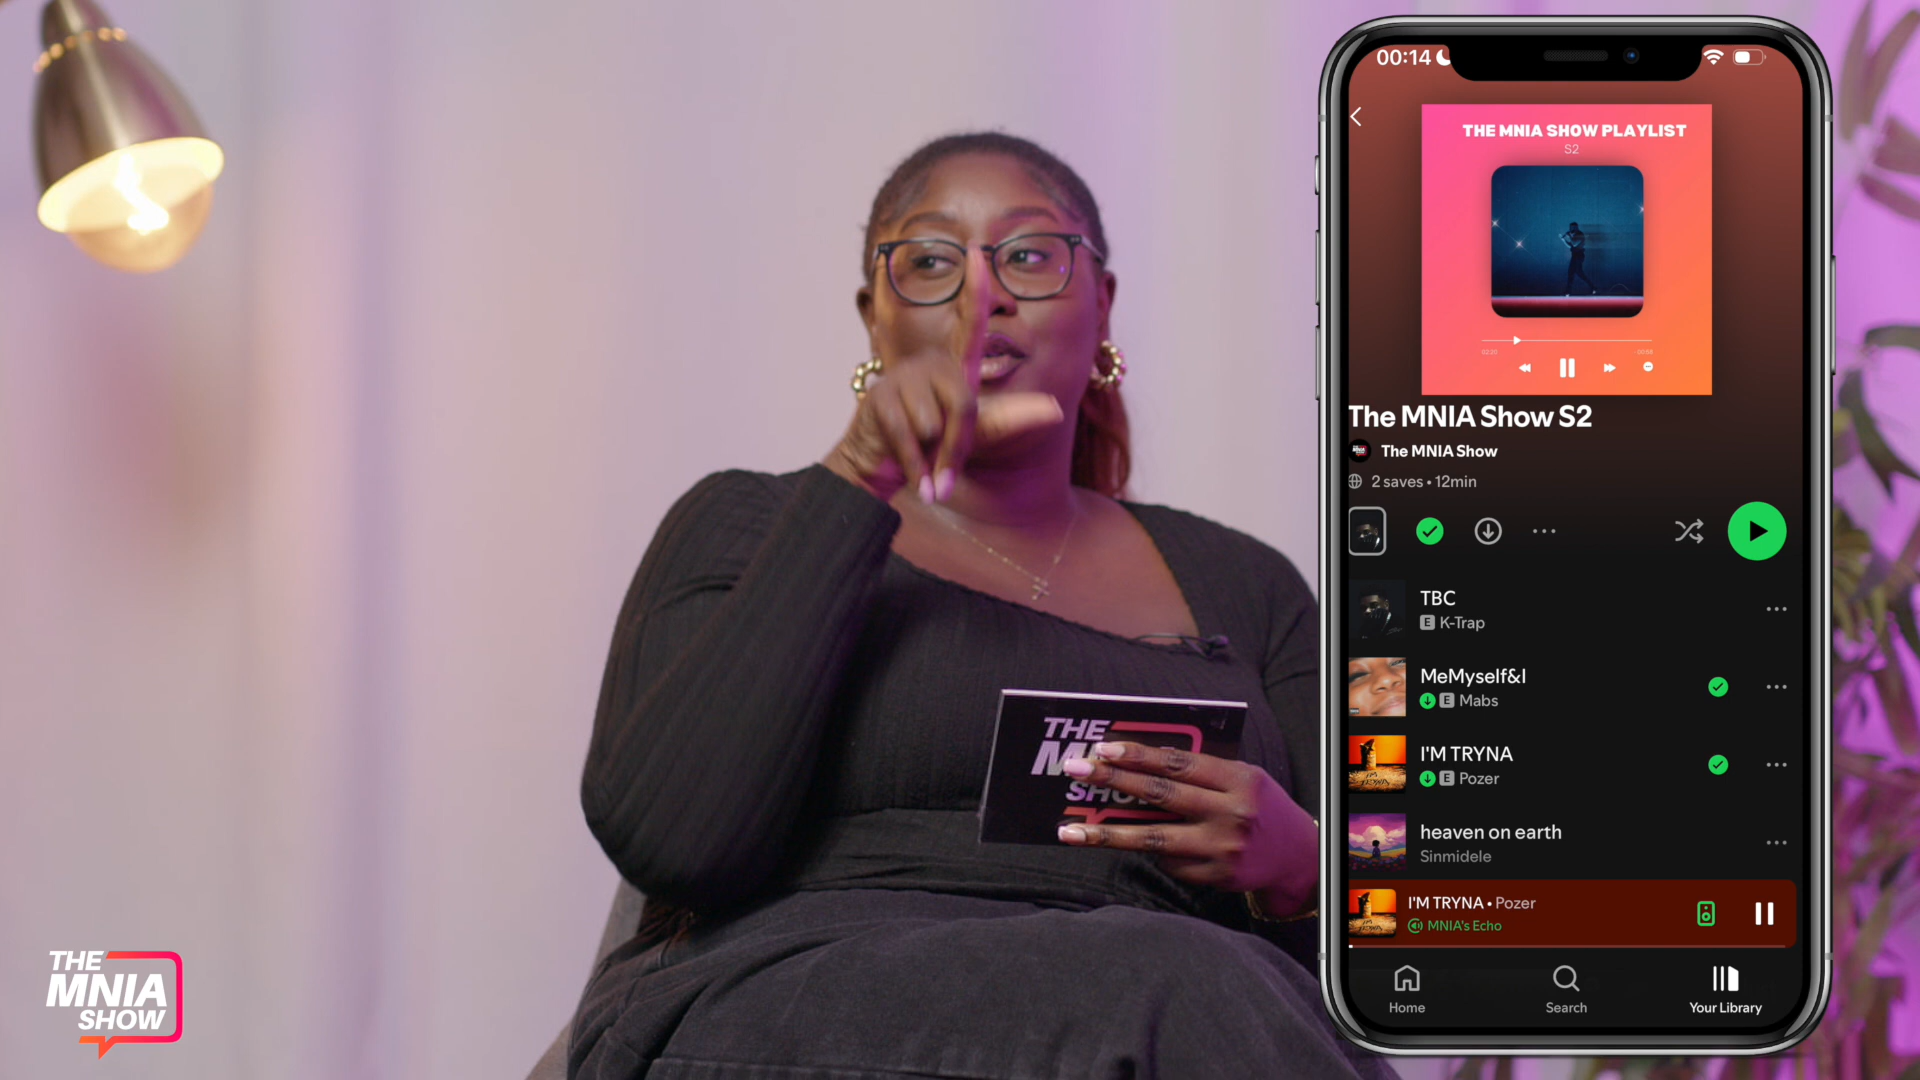 THE
MNIA
SHOW
THE
SHOW
00:14
THE MNIA SHOW PLAYLIST
S2
The MNIA Show S2
The MNIA Show
2 saves • 12min
TBC
E K-Trap
MeMyself&I
E Mabs
I'M TRYNA
E Pozer
heaven on earth
Sinmidele
I'M TRYNA • Pozer
MNIA's Echo
Home
Search
Your Library